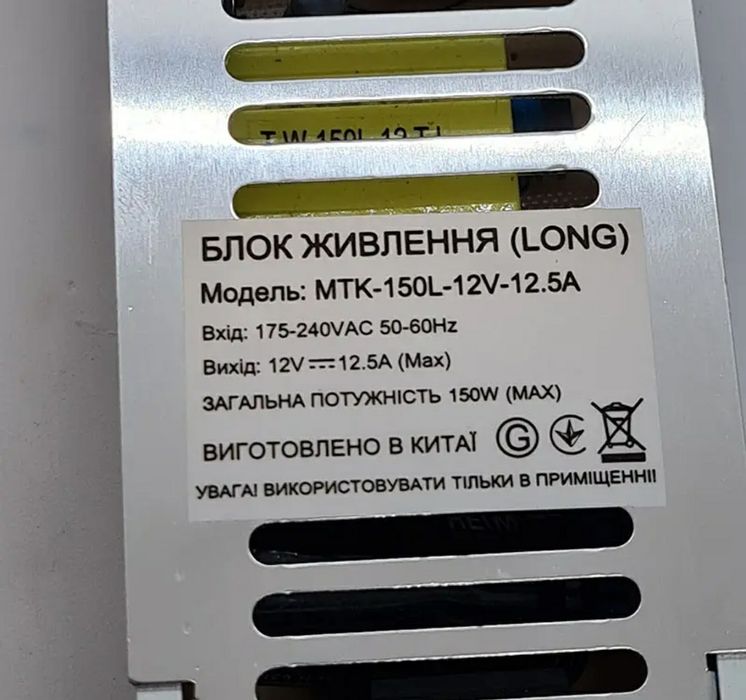 БЛОК ЖИВЛЕННЯ (LONG)
Модель: MTK-150L-12V-12.5A
Вхід: 175-240VAC 50-60Hz
Вихід: 12V⎓12.5A (Max)
ЗАГАЛЬНА ПОТУЖНІСТЬ 150W (MAX)
ВИГОТОВЛЕНО В КИТАЇ
УВАГА! ВИКОРИСТОВУВАТИ ТІЛЬКИ В ПРИМІЩЕННІ!